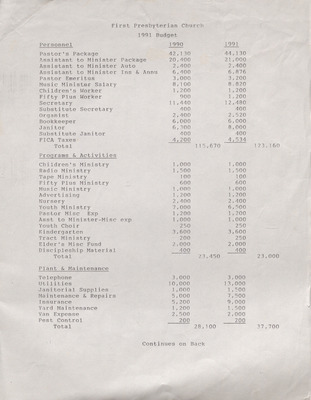 First Presbyterian Church
1991 Budget
Personnel 1990 1991
Pastor's Package 42,130 44,130
Assistant to Minister Package 20,400 21,000
Assistant to Minister Auto 2,400 2,400
Assistant to Minister Ins & Anns 6,400 6,876
Pastor Emeritus 3,000 3,200
Music Minister Salary 8,100 8,830
Children's Worker 1,200 1,200
Fifty Plus Worker 900 1,200
Secretary 11,440 12,480
Substitute Secretary 400 400
Organist 2,400 2,520
Bookkeeper 6,000 6,000
Janitor 6,300 8,000
Substitute Janitor 400 400
FICA Taxes 4,200 4,524
Total 115,670 123,160
Programs & Activities
Children's Ministry 1,000 1,000
Radio Ministry 1,500 1,500
Tape Ministry 100 100
Fifty Plus Ministry 600 600
Music Ministry 1,000 1,000
Advertising 1,200 1,200
Nursery 2,400 2,400
Youth Ministry 7,000 6,500
Pastor Misc Exp 1,200 1,200
Asst to Minister-Misc exp 1,000 1,000
Youth Choir 250 250
Kindergarten 3,600 3,600
Tract Ministry 200 250
Elder's Misc Fund 2,000 2,000
Discipleship Material 400 400
Total 23,450 23,000
Plant & Maintenance
Telephone 3,000 3,000
Utilities 10,000 13,000
Janitorial Supplies 1,000 1,500
Maintenance & Repairs 5,000 7,500
Insurance 5,200 9,000
Yard Maintenance 1,200 1,500
Van Expense 2,500 2,000
Pest Control 200 200
Total 28,100 37,700
Continues on Back